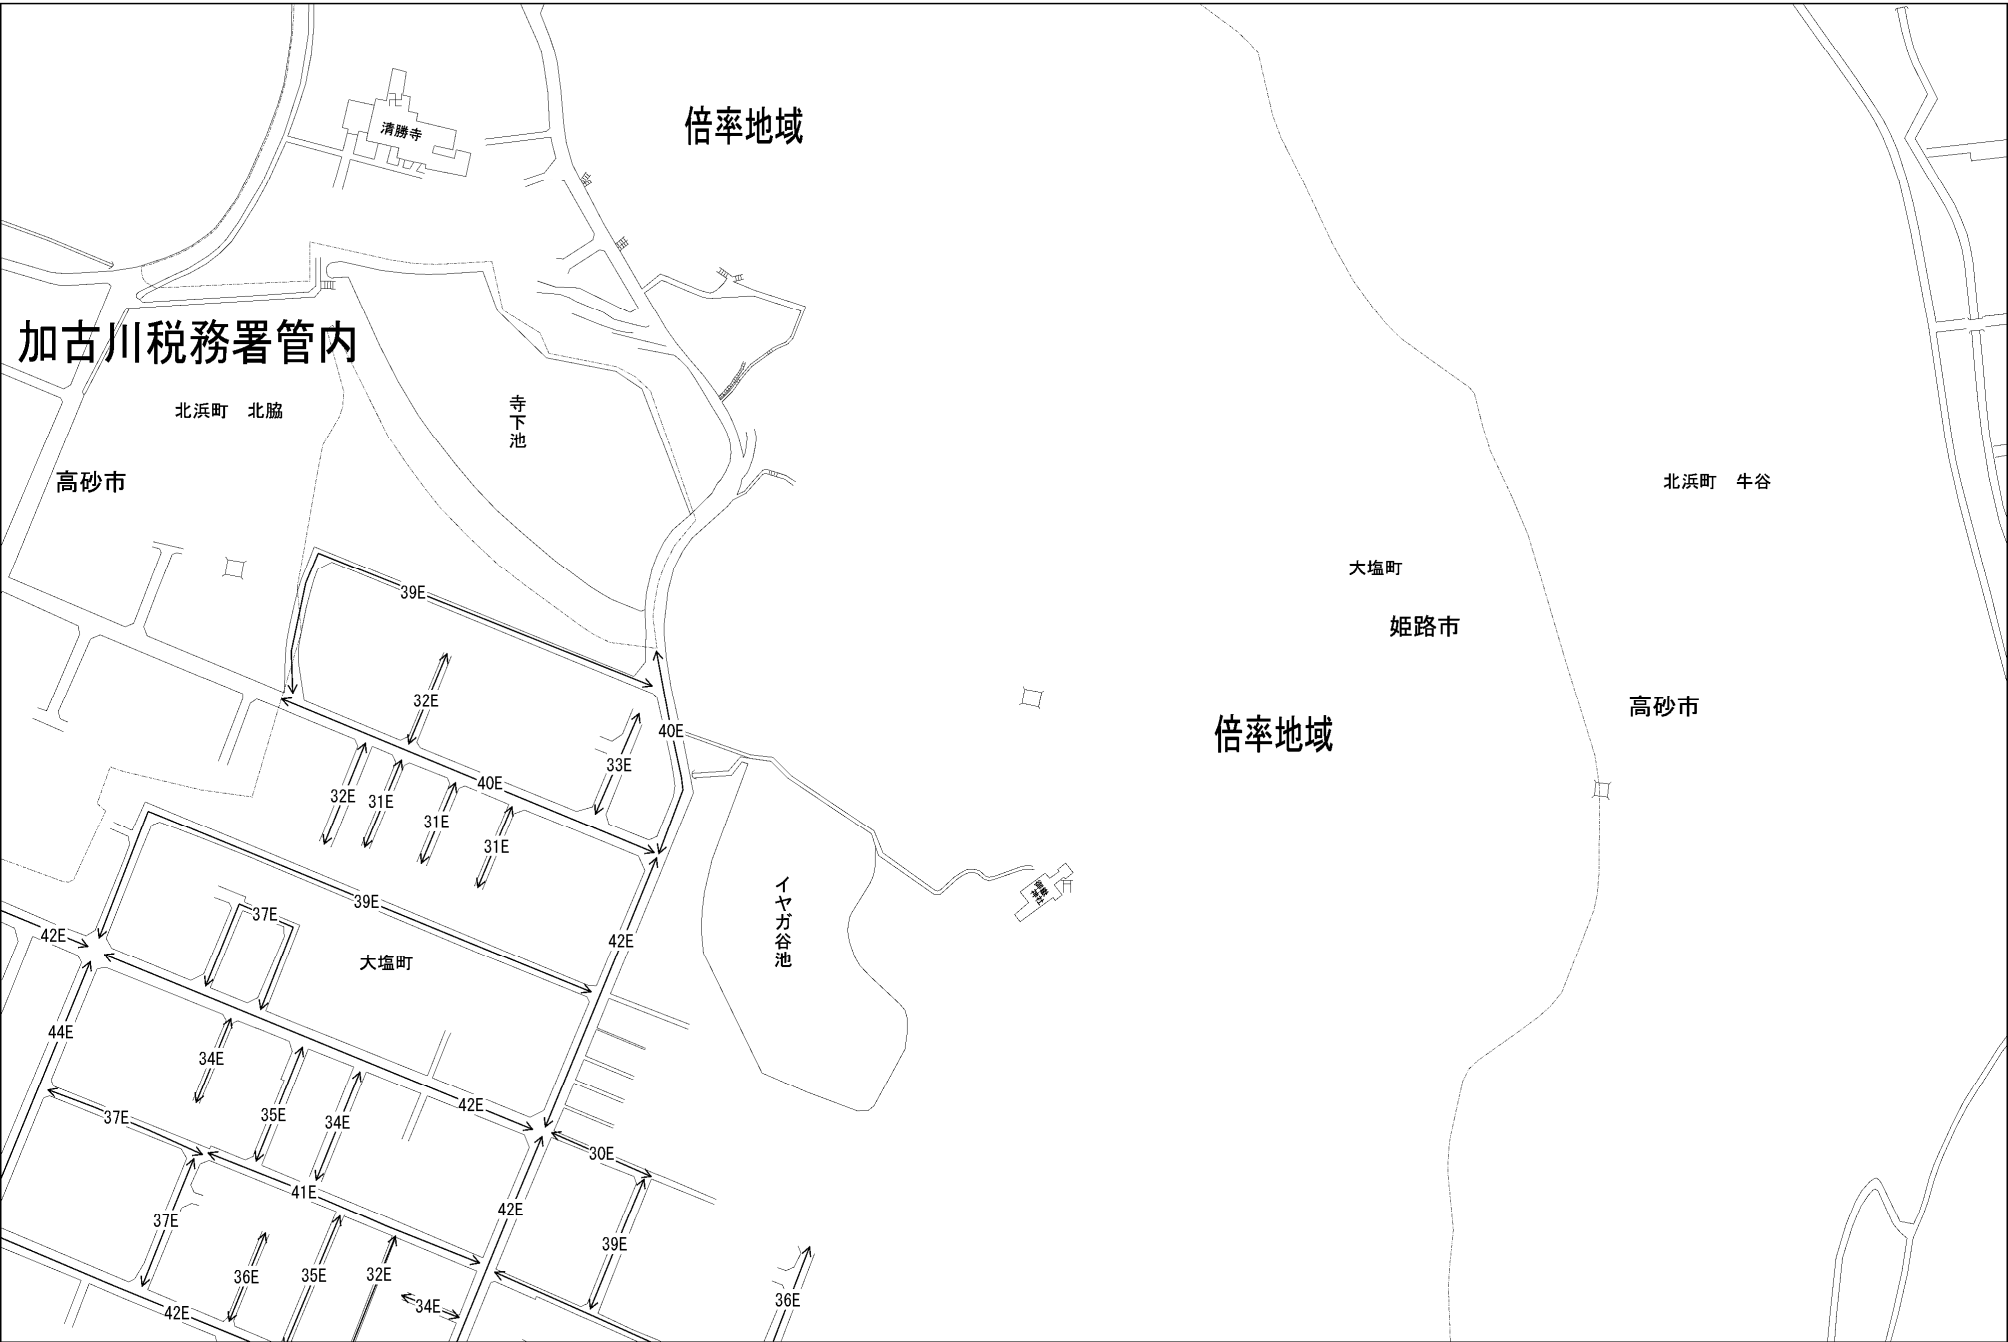 清勝寺
倍率地域
加古川税務署管内
北浜町　北脇
寺下池
高砂市
北浜町　牛谷
大塩町
姫路市
高砂市
倍率地域
39E
32E
40E
33E
40E
32E
31E
31E
31E
39E
37E
42E
42E
大塩町
イヤガ谷池
44E
34E
35E
34E
42E
37E
30E
41E
42E
37E
39E
36E
35E
32E
34E
42E
36E